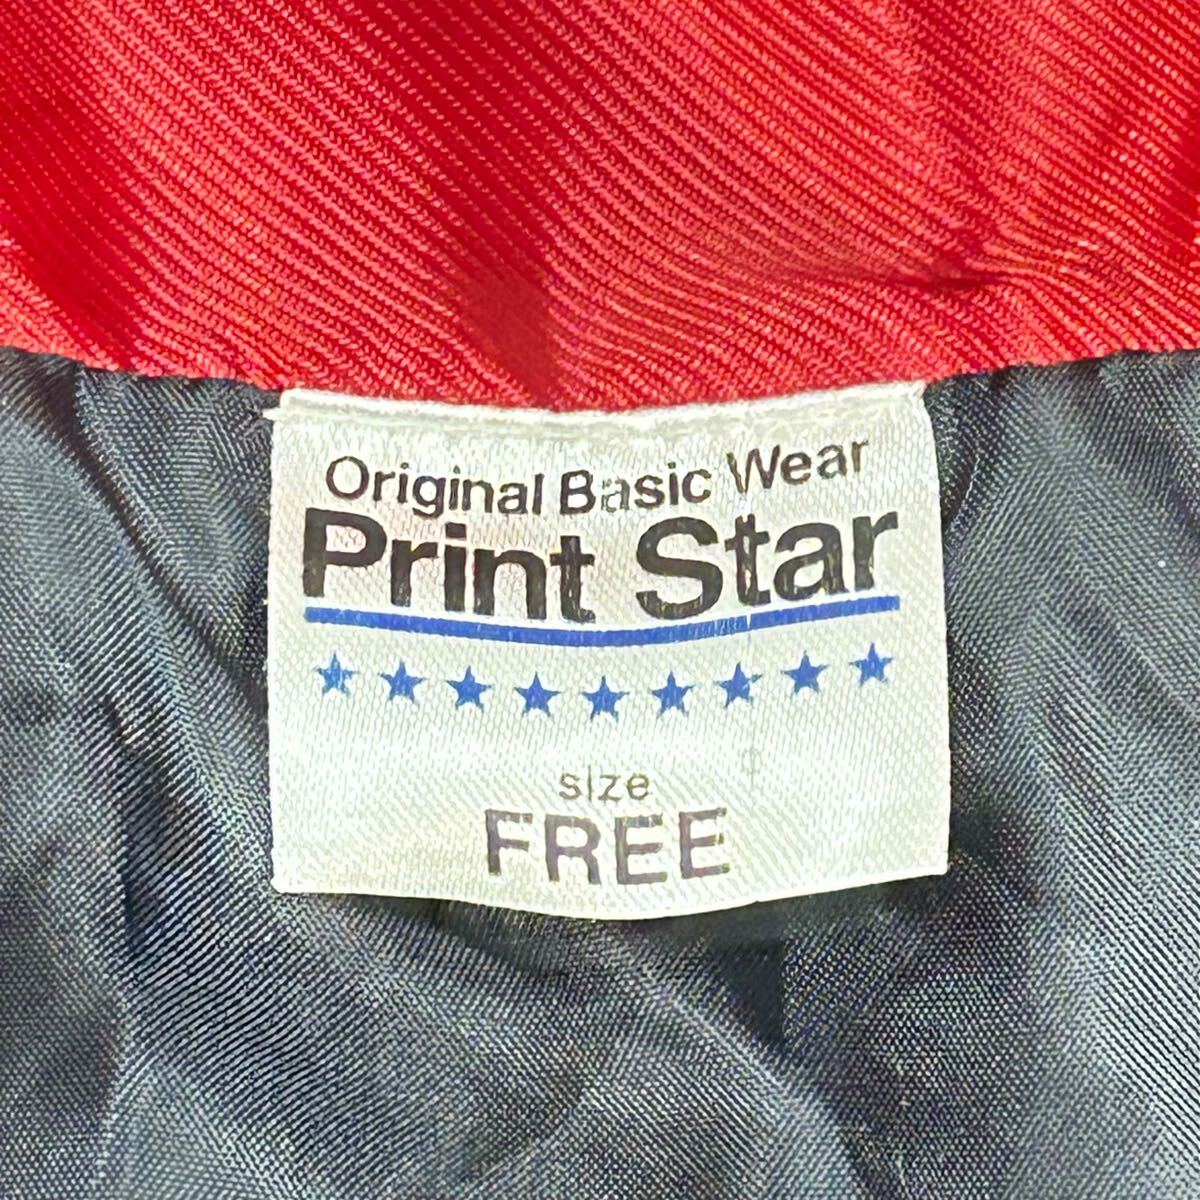 Original Basic Wear
Print Star
size
FREE